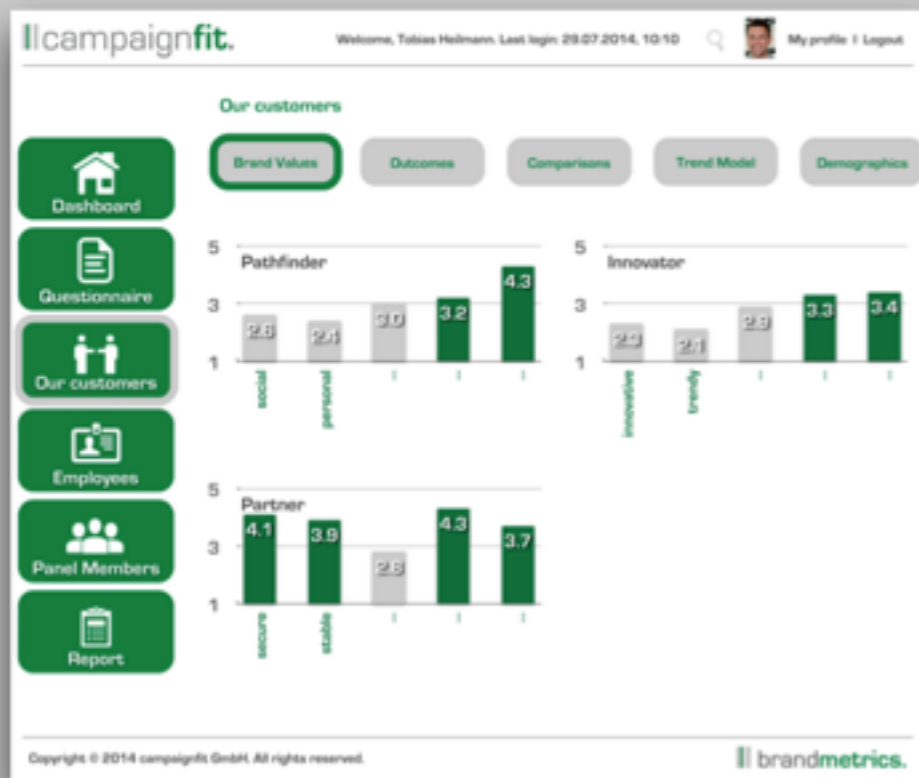 campaignfit.
Welcome, Tobias Heilmann. Last login: 29.07.2014, 10:10
My profile | Logout
Our customers
Brand Values
Outcomes
Comparisons
Trend Model
Demographics
Dashboard
Questionnaire
Our customers
Employees
Panel Members
Report
5
Pathfinder
3
1
2.6
2.4
3.0
3.2
4.3
social
personal
...
...
...
5
Innovator
3
1
2.3
2.1
2.9
3.3
3.4
innovative
trendy
...
...
...
5
Partner
3
1
4.1
3.9
2.8
4.3
3.7
secure
stable
...
...
...
Copyright © 2014 campaignfit GmbH. All rights reserved.
brandmetrics.